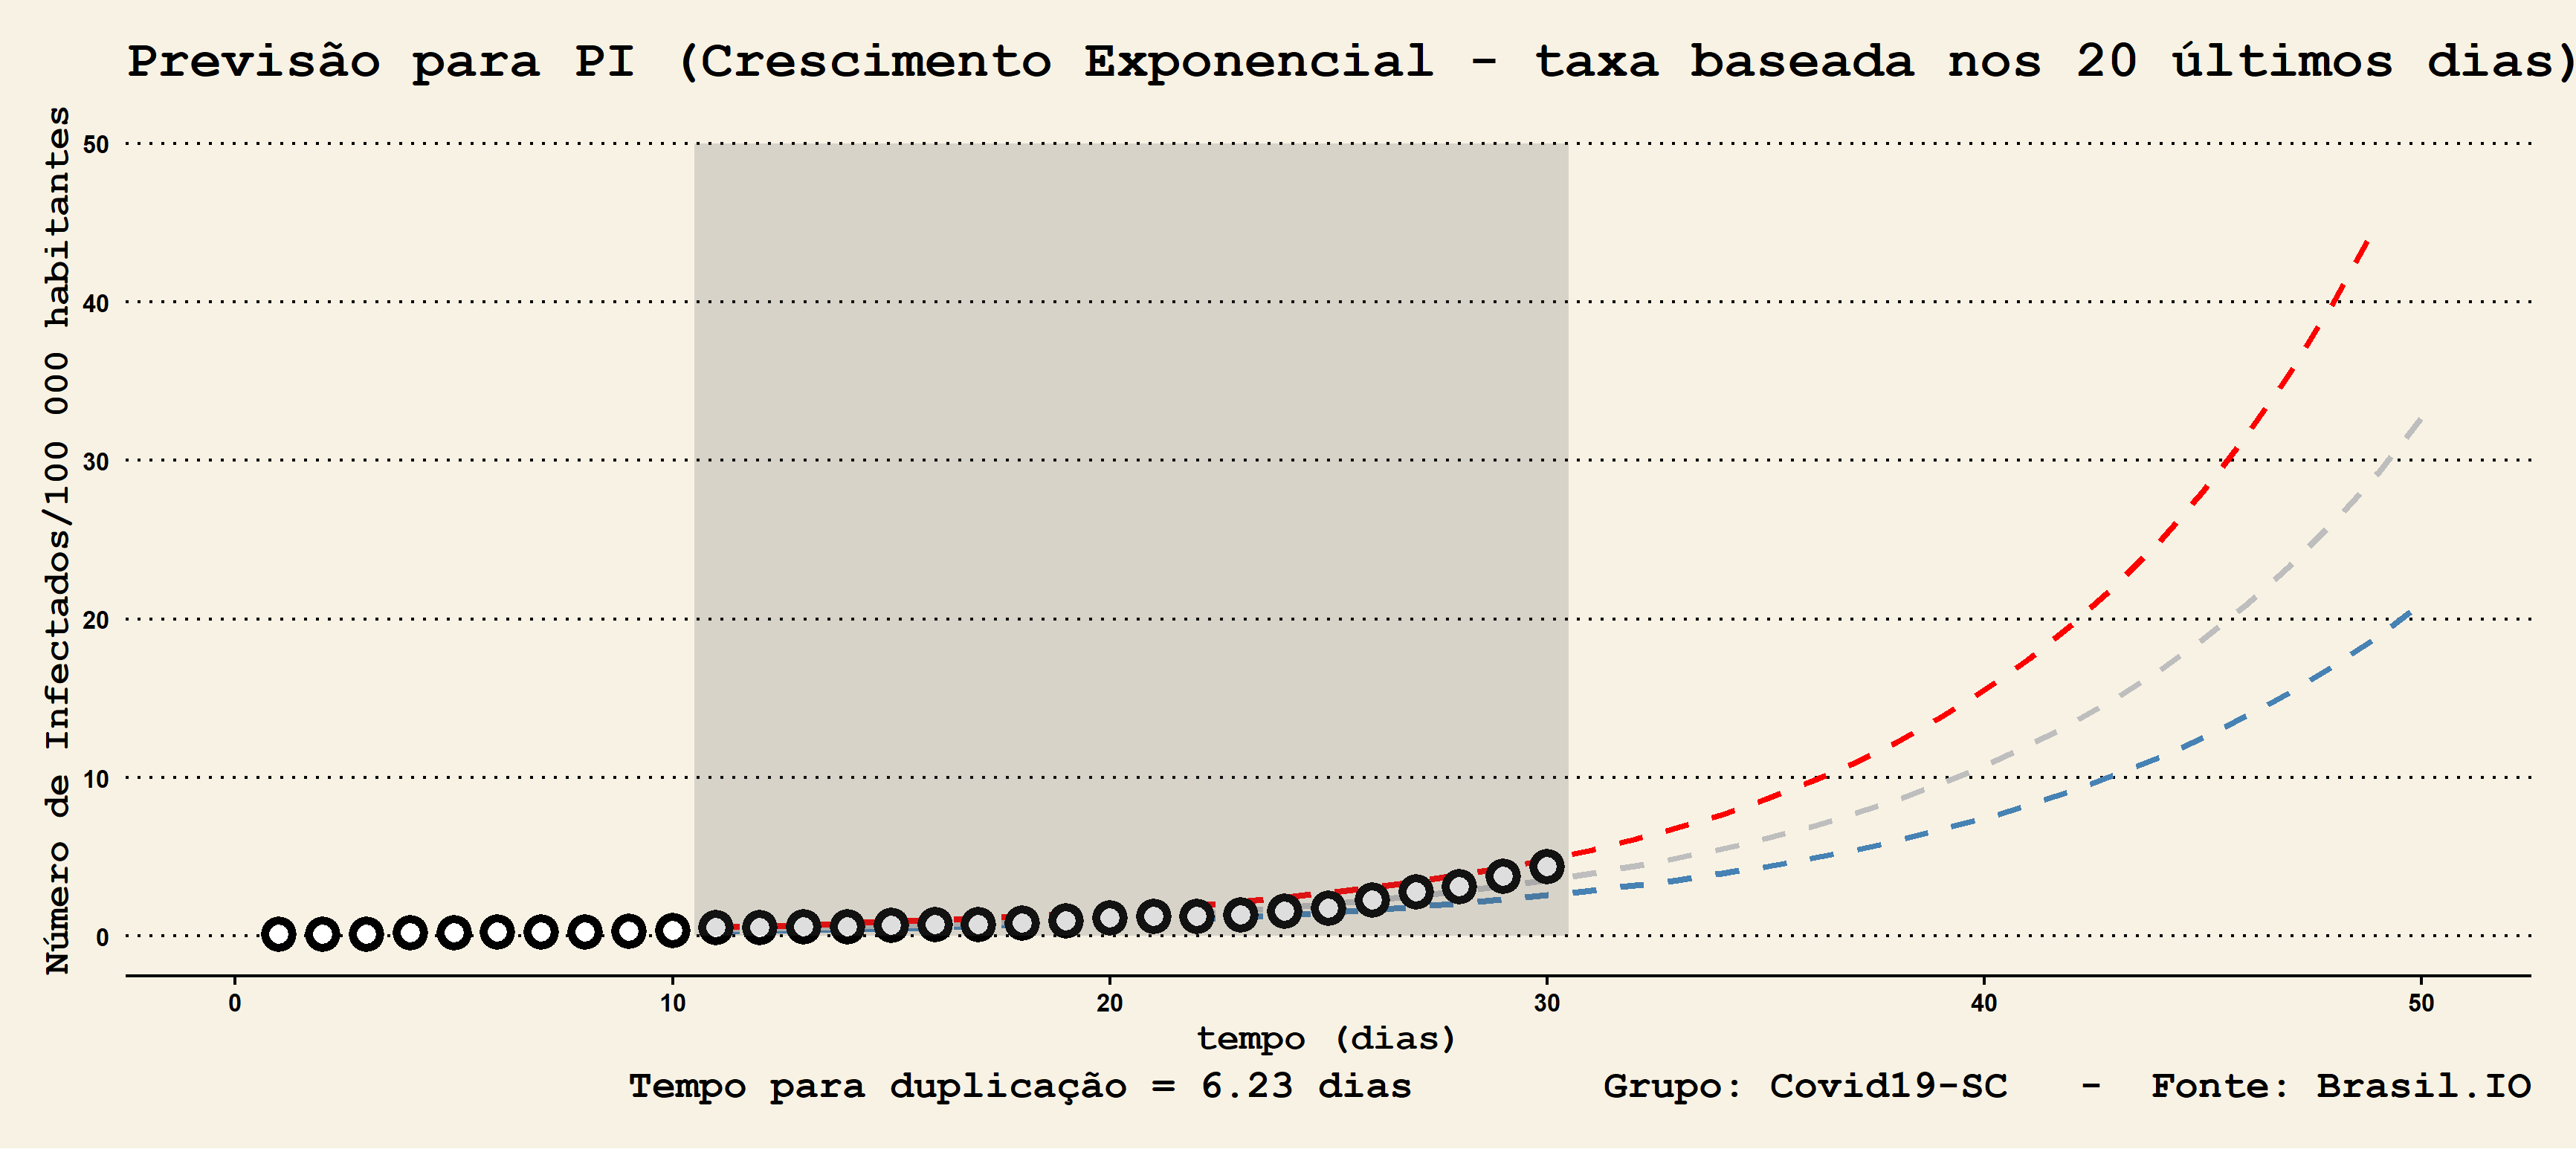 Previsão para PI (Crescimento Exponencial - taxa baseada nos 20 últimos dias)
Número de Infectados/100 000 habitantes
50
40
30
20
10
0
0 10 20 30 40 50
tempo (dias)
Tempo para duplicação = 6.23 dias Grupo: Covid19-SC - Fonte: Brasil.IO